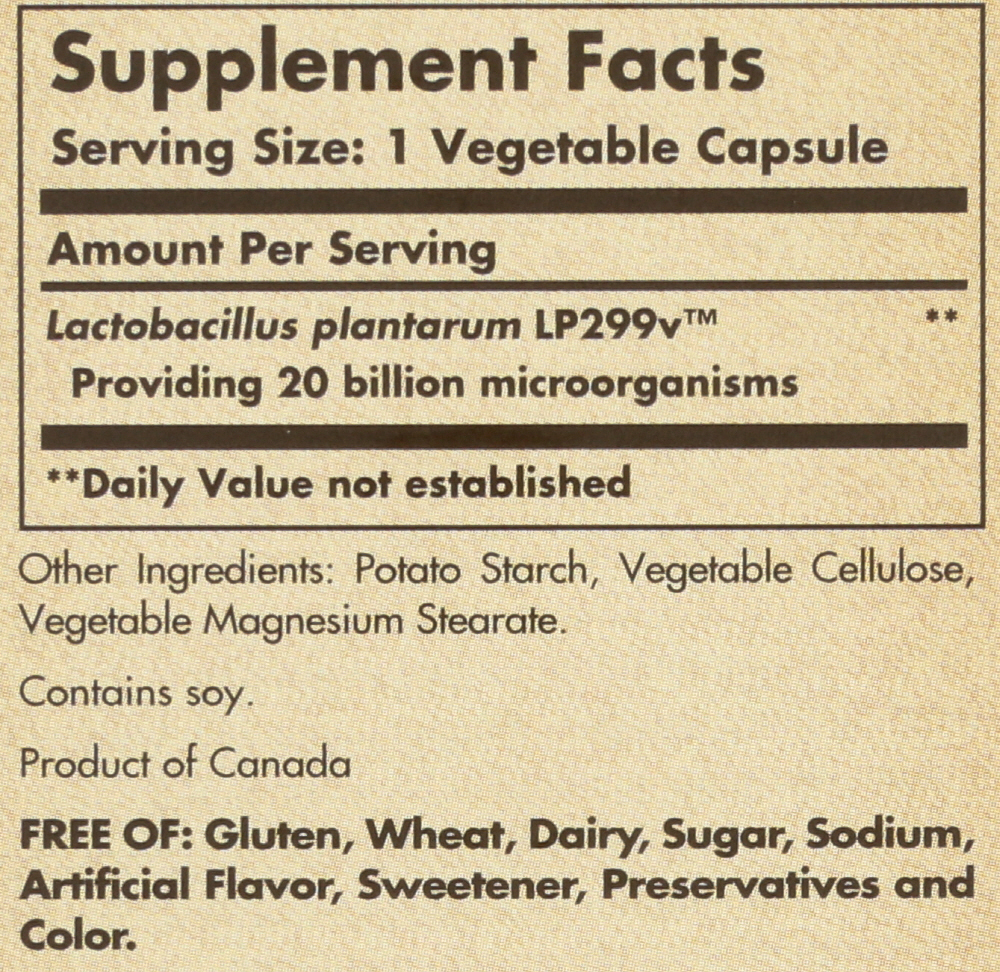 Supplement Facts
Serving Size: 1 Vegetable Capsule
Amount Per Serving
Lactobacillus plantarum LP299v™ **
Providing 20 billion microorganisms
**Daily Value not established
Other Ingredients: Potato Starch, Vegetable Cellulose,
Vegetable Magnesium Stearate.
Contains soy.
Product of Canada
FREE OF: Gluten, Wheat, Dairy, Sugar, Sodium,
Artificial Flavor, Sweetener, Preservatives and
Color.